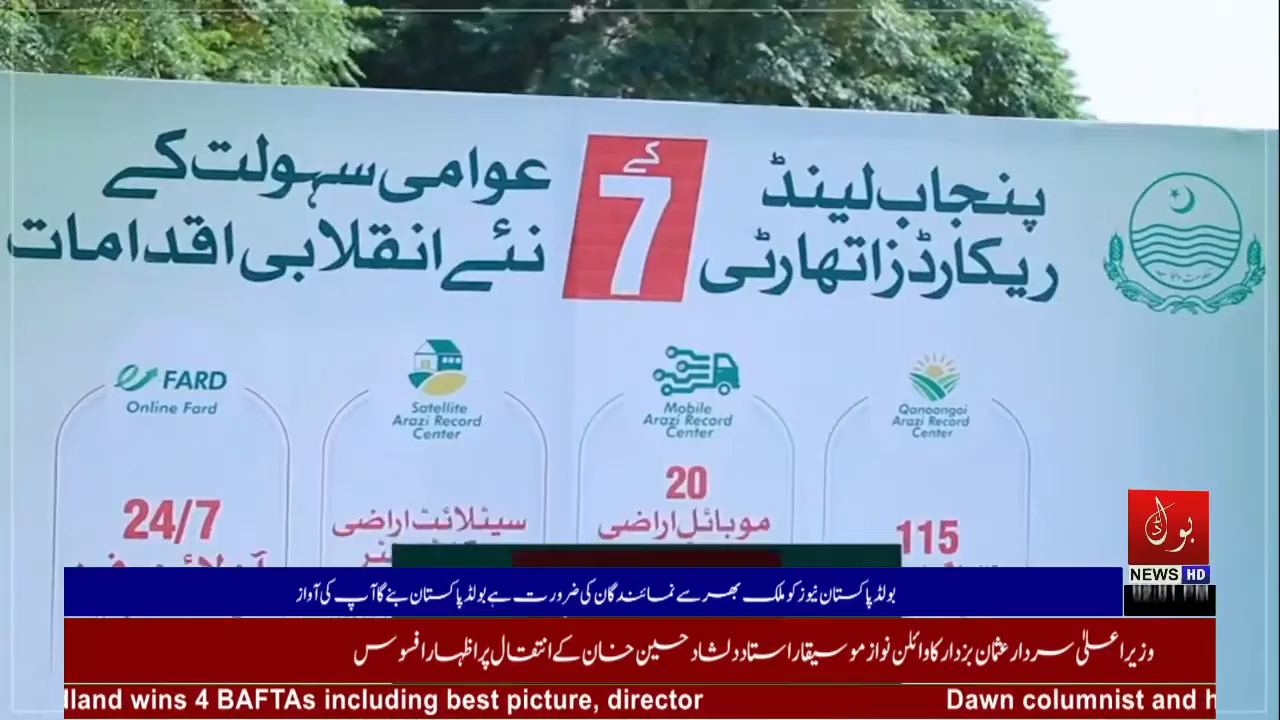 پنجاب لینڈ
ریکارڈز اتھارٹی
کے
7
عوامی سہولت کے
نئے انقلابی اقدامات
FARD
Online Fard
24/7
Satellite
Arazi Record
Center
سیٹلائٹ اراضی
Mobile
Arazi Record
Center
20
موبائل اراضی
Qanoongoi
Arazi Record
Center
115
بول
NEWS HD
بولڈ پاکستان نیوز کو ملک بھر سے نمائندگان کی ضرورت ہے بولڈ پاکستان بنے گا آپ کی آواز
وزیراعلیٰ سردار عثمان بزدار کا وائلن نواز موسیقار استاد دلشاد حسین خان کے انتقال پر اظہار افسوس
dland wins 4 BAFTAs including best picture, director
Dawn columnist and h